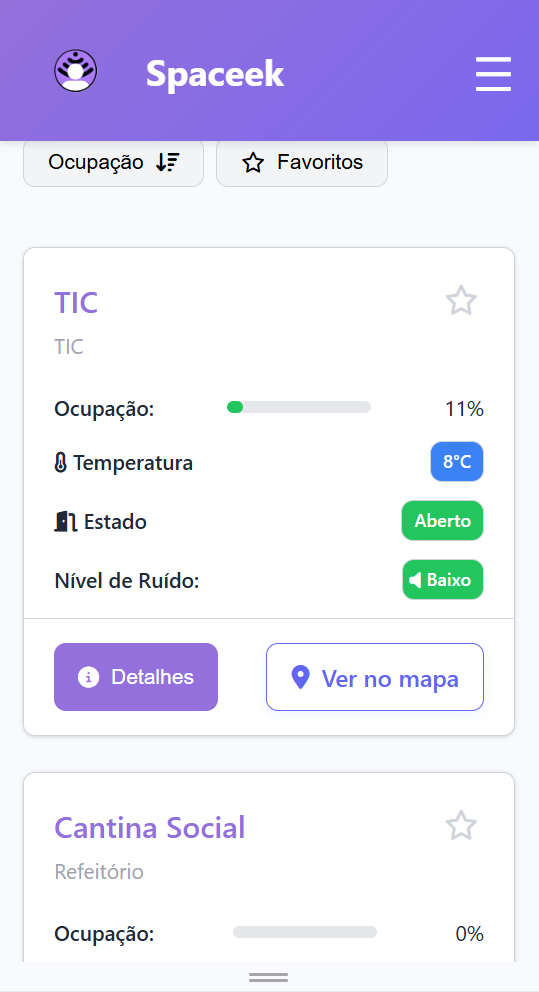 Spaceek
Ocupação Favoritos
TIC
TIC
Ocupação: 11%
Temperatura 8°C
Estado Aberto
Nível de Ruído: Baixo
Detalhes Ver no mapa
Cantina Social
Refeitório
Ocupação: 0%